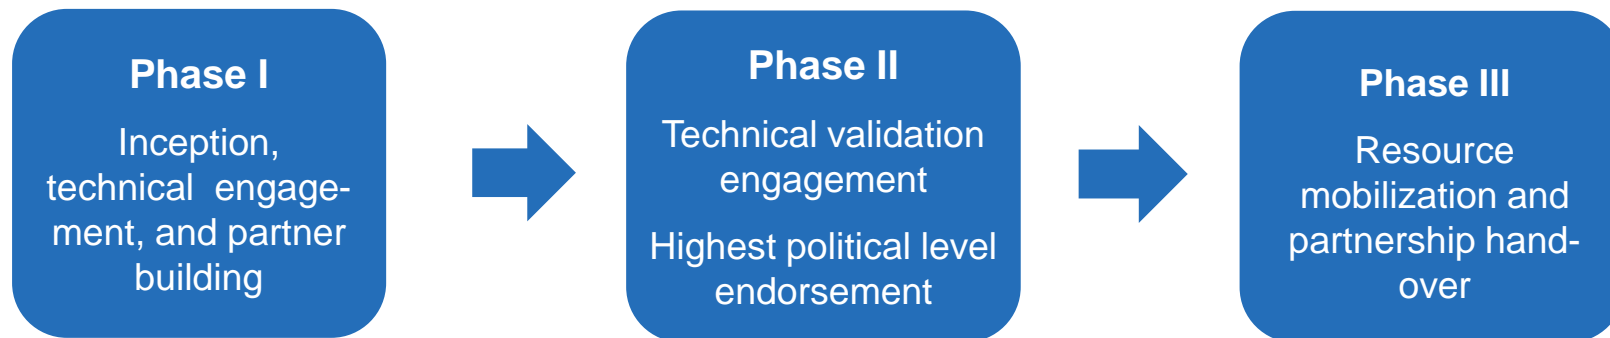 Phase I
Inception,
technical  engage-
ment, and partner
building
Phase II
Technical validation
engagement
Highest political level
endorsement
Phase III
Resource
mobilization and
partnership hand-
over